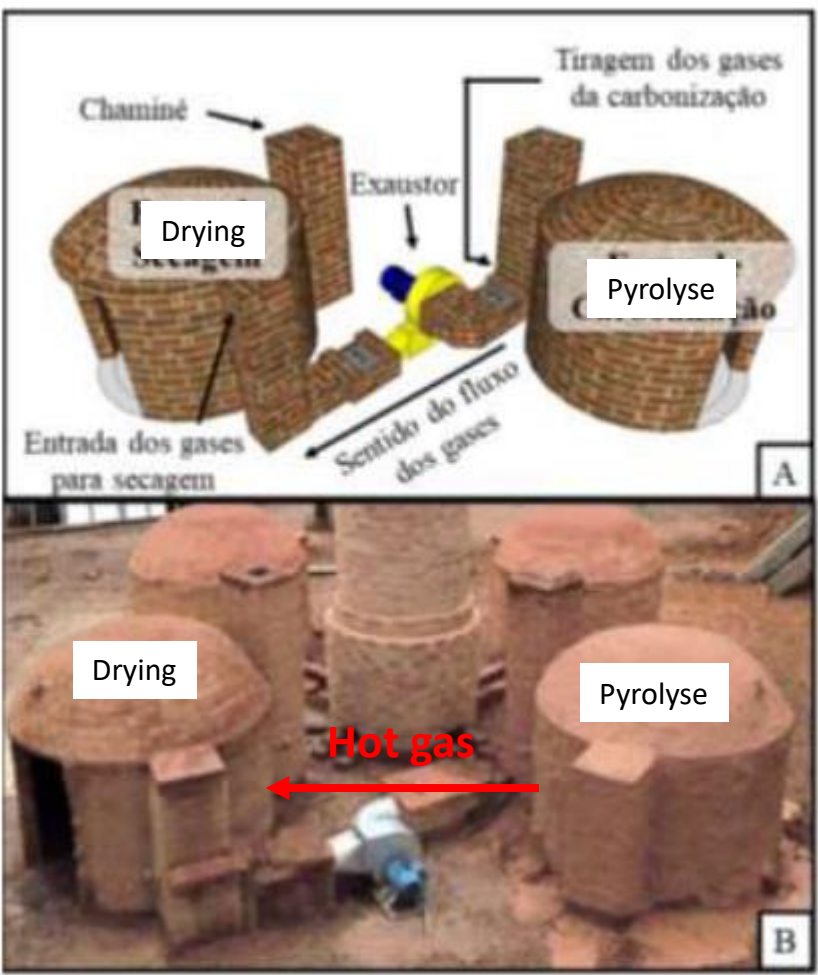 Tiragem dos gases
da carbonização
Chaminé
Exaustor
Drying
Secagem
Pyrolyse
Entrada dos gases
para secagem
Sentido do fluxo
dos gases
A
Drying
Pyrolyse
Hot gas
B